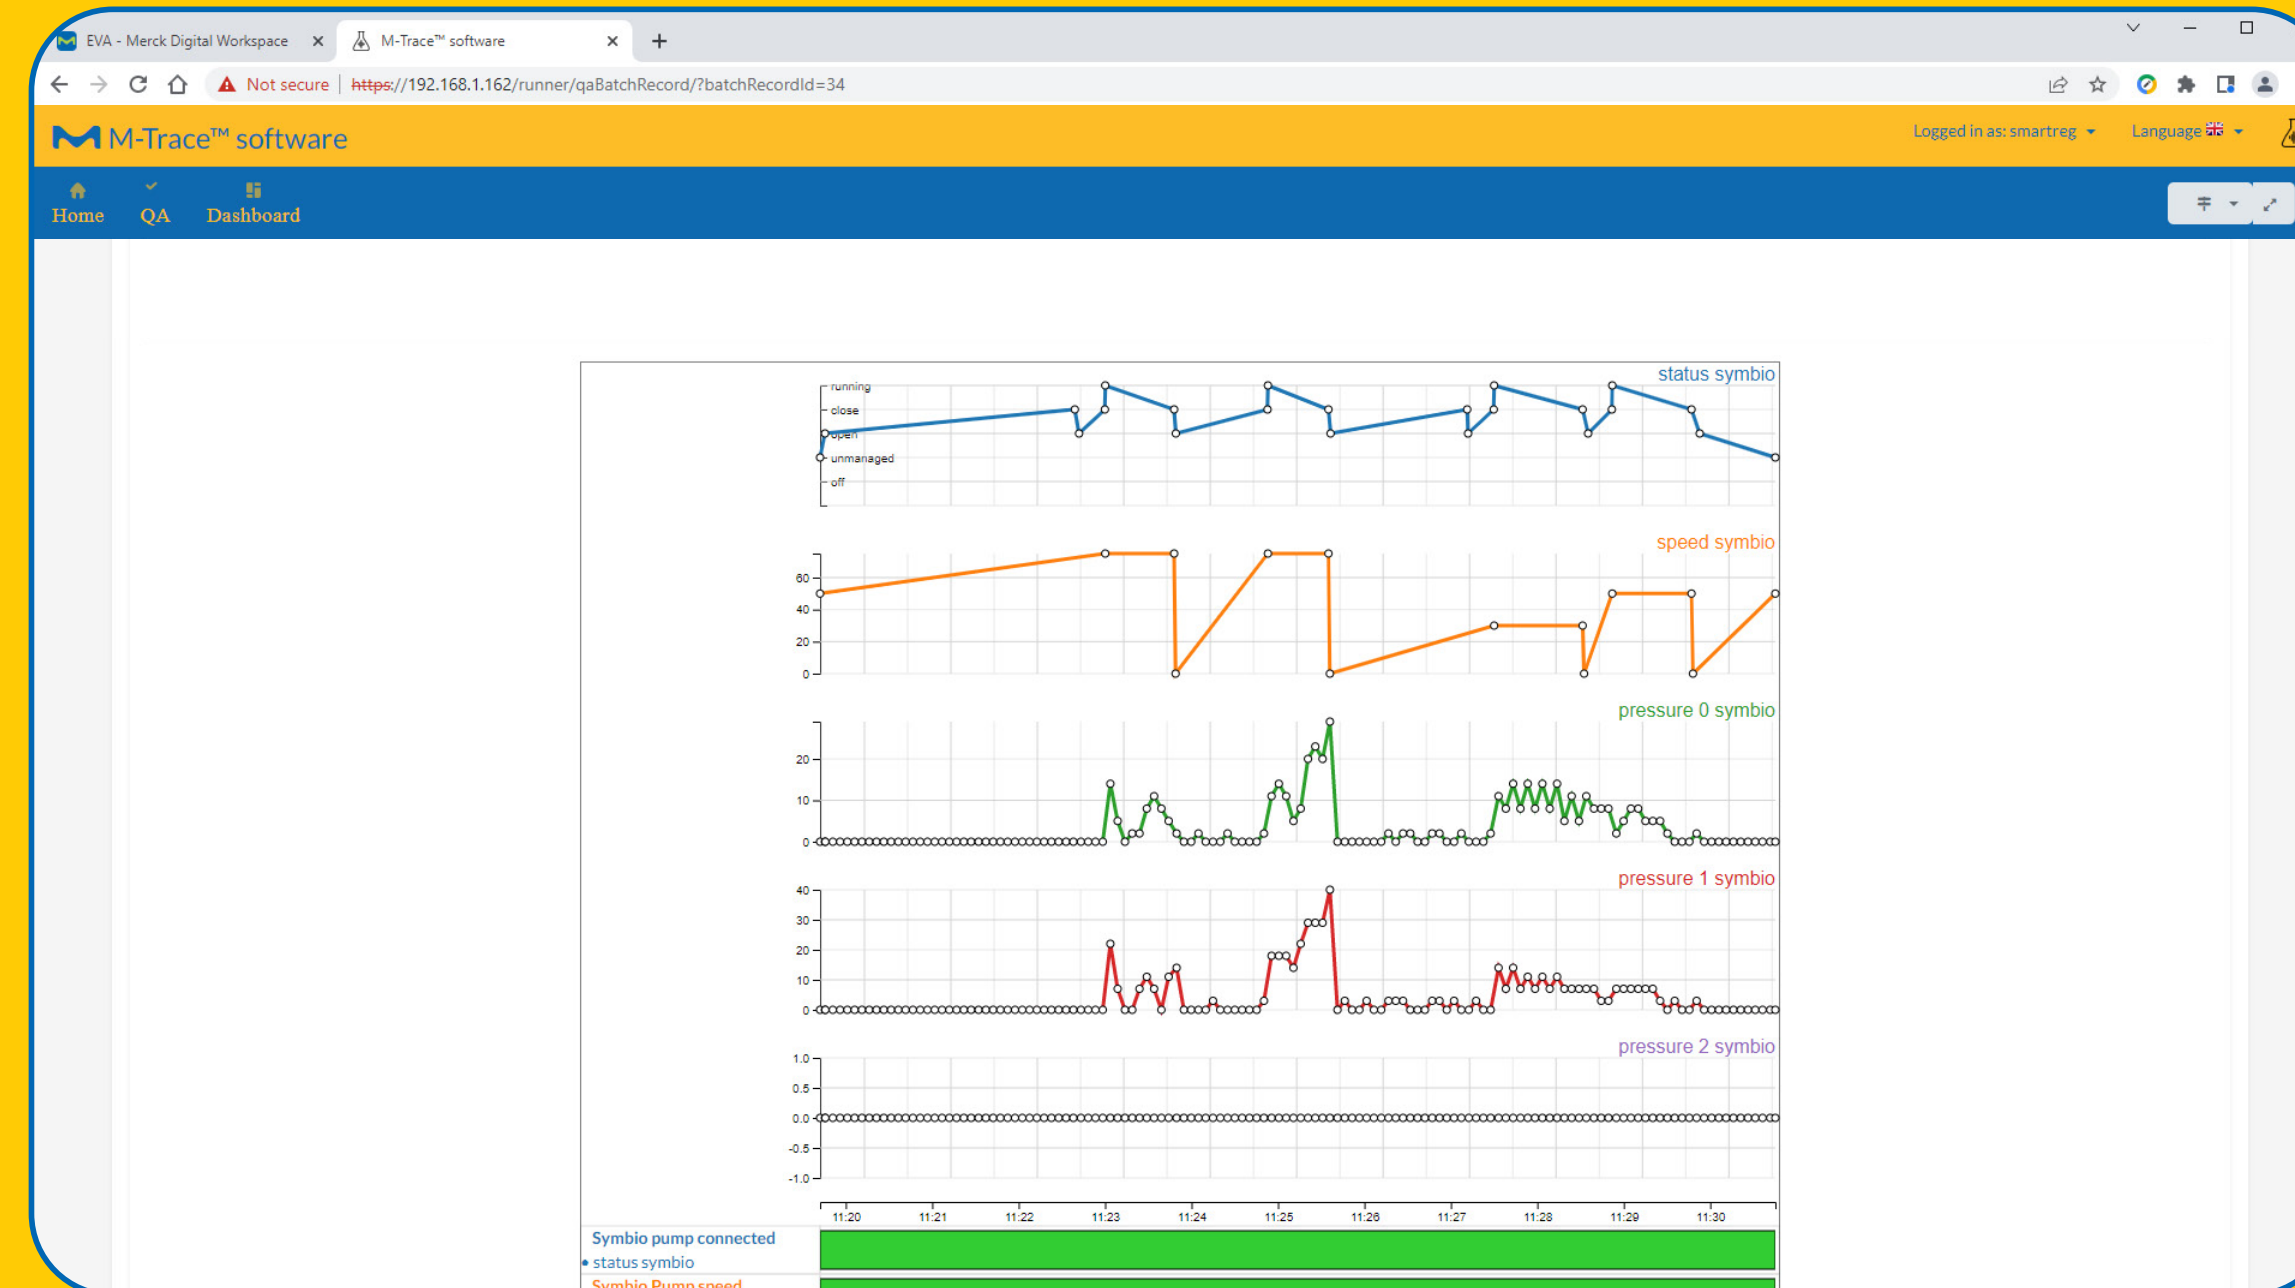 EVA - Merck Digital Workspace
M-Trace™ software
Not secure | https://192.168.1.162/runner/qaBatchRecord/?batchRecordId=34
M-Trace™ software
Logged in as: smartreg
Language
Home
QA
Dashboard
status symbio
running
close
open
unmanaged
off
speed symbio
60
40
20
0
pressure 0 symbio
20
10
0
pressure 1 symbio
40
30
20
10
0
pressure 2 symbio
1.0
0.5
0.0
-0.5
-1.0
11:20 11:21 11:22 11:23 11:24 11:25 11:26 11:27 11:28 11:29 11:30
Symbio pump connected
• status symbio
Symbio Pump speed